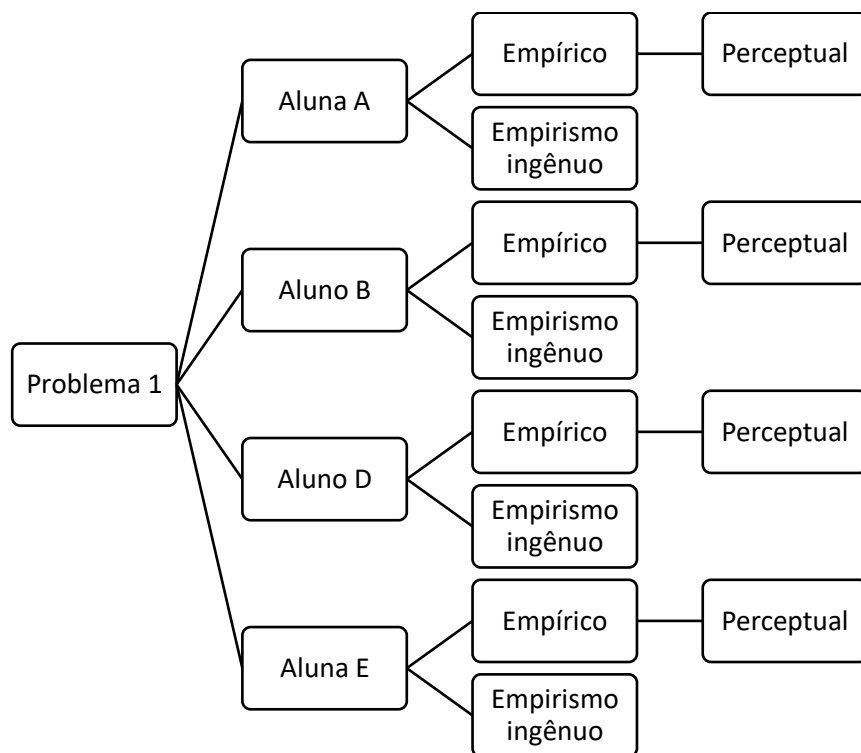 Empírico
Perceptual
Aluna A
Empirismo
ingênuo
Empírico
Perceptual
Aluno B
Empirismo
ingênuo
Problema 1
Empírico
Perceptual
Aluno D
Empirismo
ingênuo
Empírico
Perceptual
Aluna E
Empirismo
ingênuo